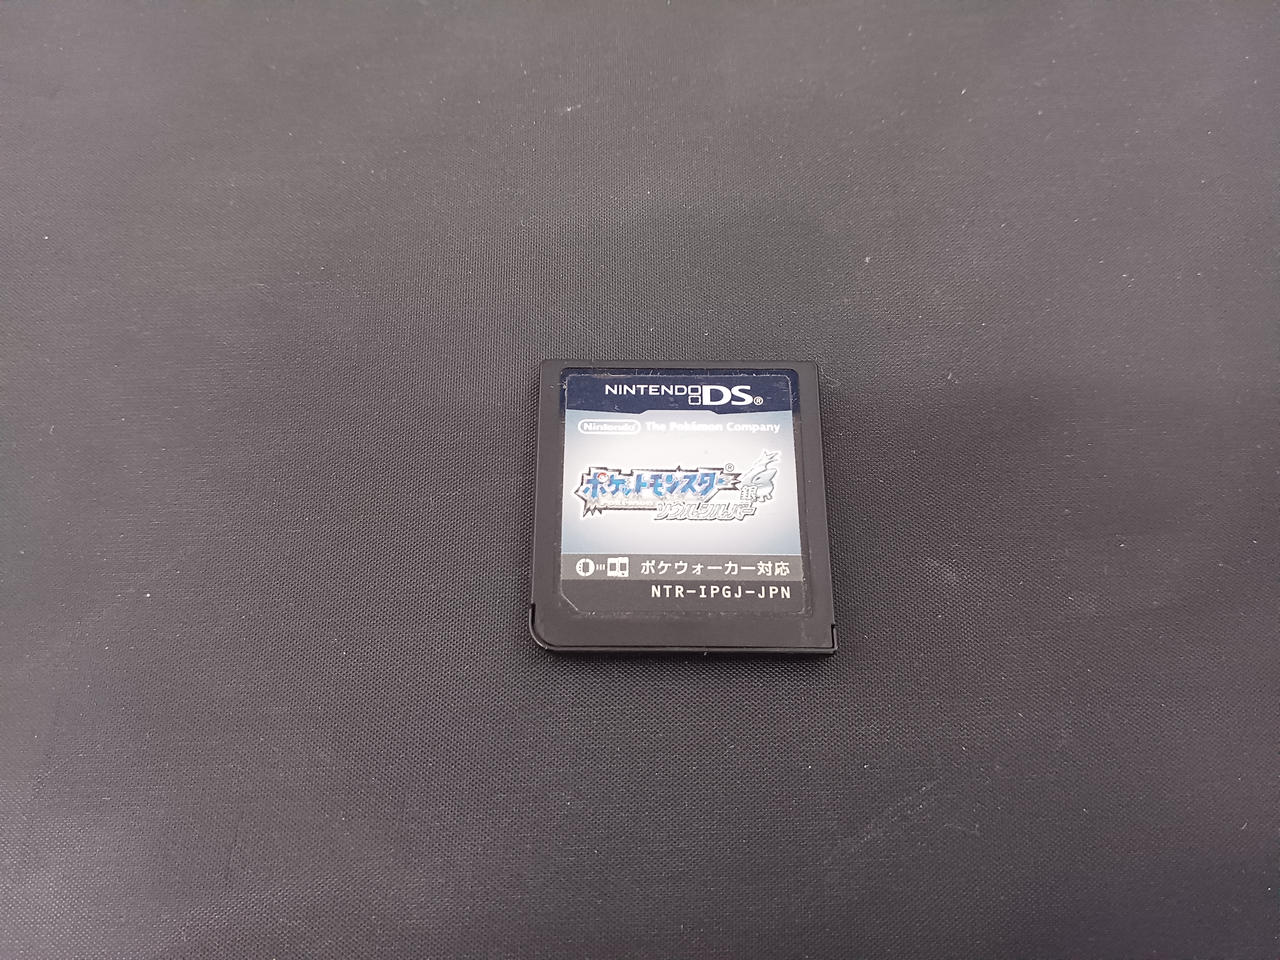 NINTENDO DS®
Nintendo The Pokémon Company
ポケットモンスター®
銀
ソウルシルバー
ポケウォーカー対応
NTR-IPGJ-JPN